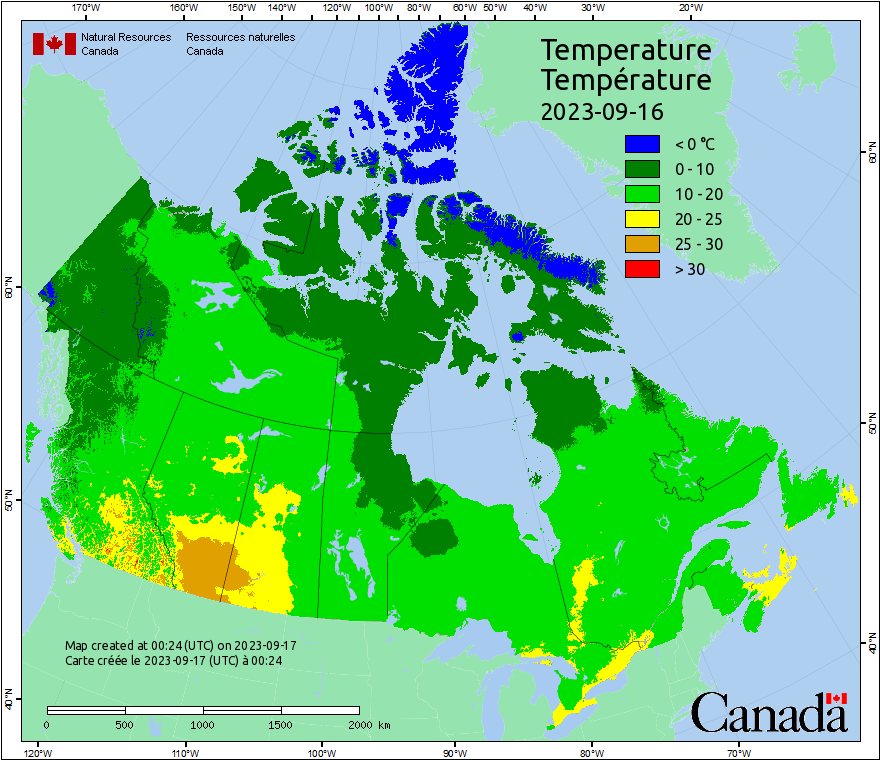 170°W 160°W 150°W 140°W 120°W 100°W 80°W 60°W 50°W 40°W 30°W 20°W
Natural Resources Ressources naturelles
Canada Canada
Temperature
Température
2023-09-16
< 0 °C
0 - 10
10 - 20
20 - 25
25 - 30
> 30
60°N 60°N
50°N 50°N
40°N 40°N
Map created at 00:24 (UTC) on 2023-09-17
Carte créée le 2023-09-17 (UTC) à 00:24
0 500 1000 1500 2000 km
Canada
120°W 110°W 100°W 90°W 80°W 70°W